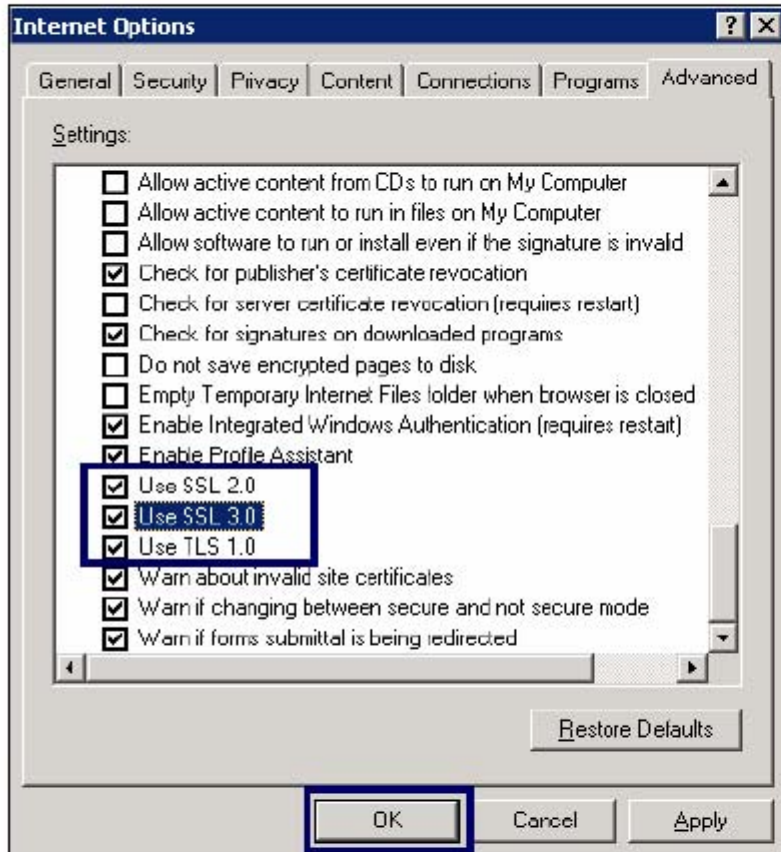 Internet Options
General Security Privacy Content Connections Programs Advanced
Settings:
Allow active content from CDs to run on My Computer
Allow active content to run in files on My Computer
Allow software to run or install even if the signature is invalid
Check for publisher's certificate revocation
Check for server certificate revocation (requires restart)
Check for signatures on downloaded programs
Do not save encrypted pages to disk
Empty Temporary Internet Files folder when browser is closed
Enable Integrated Windows Authentication (requires restart)
Enable Profile Assistant
Use SSL 2.0
Use SSL 3.0
Use TLS 1.0
Warn about invalid site certificates
Warn if changing between secure and not secure mode
Warn if forms submittal is being redirected
Restore Defaults
OK Cancel Apply